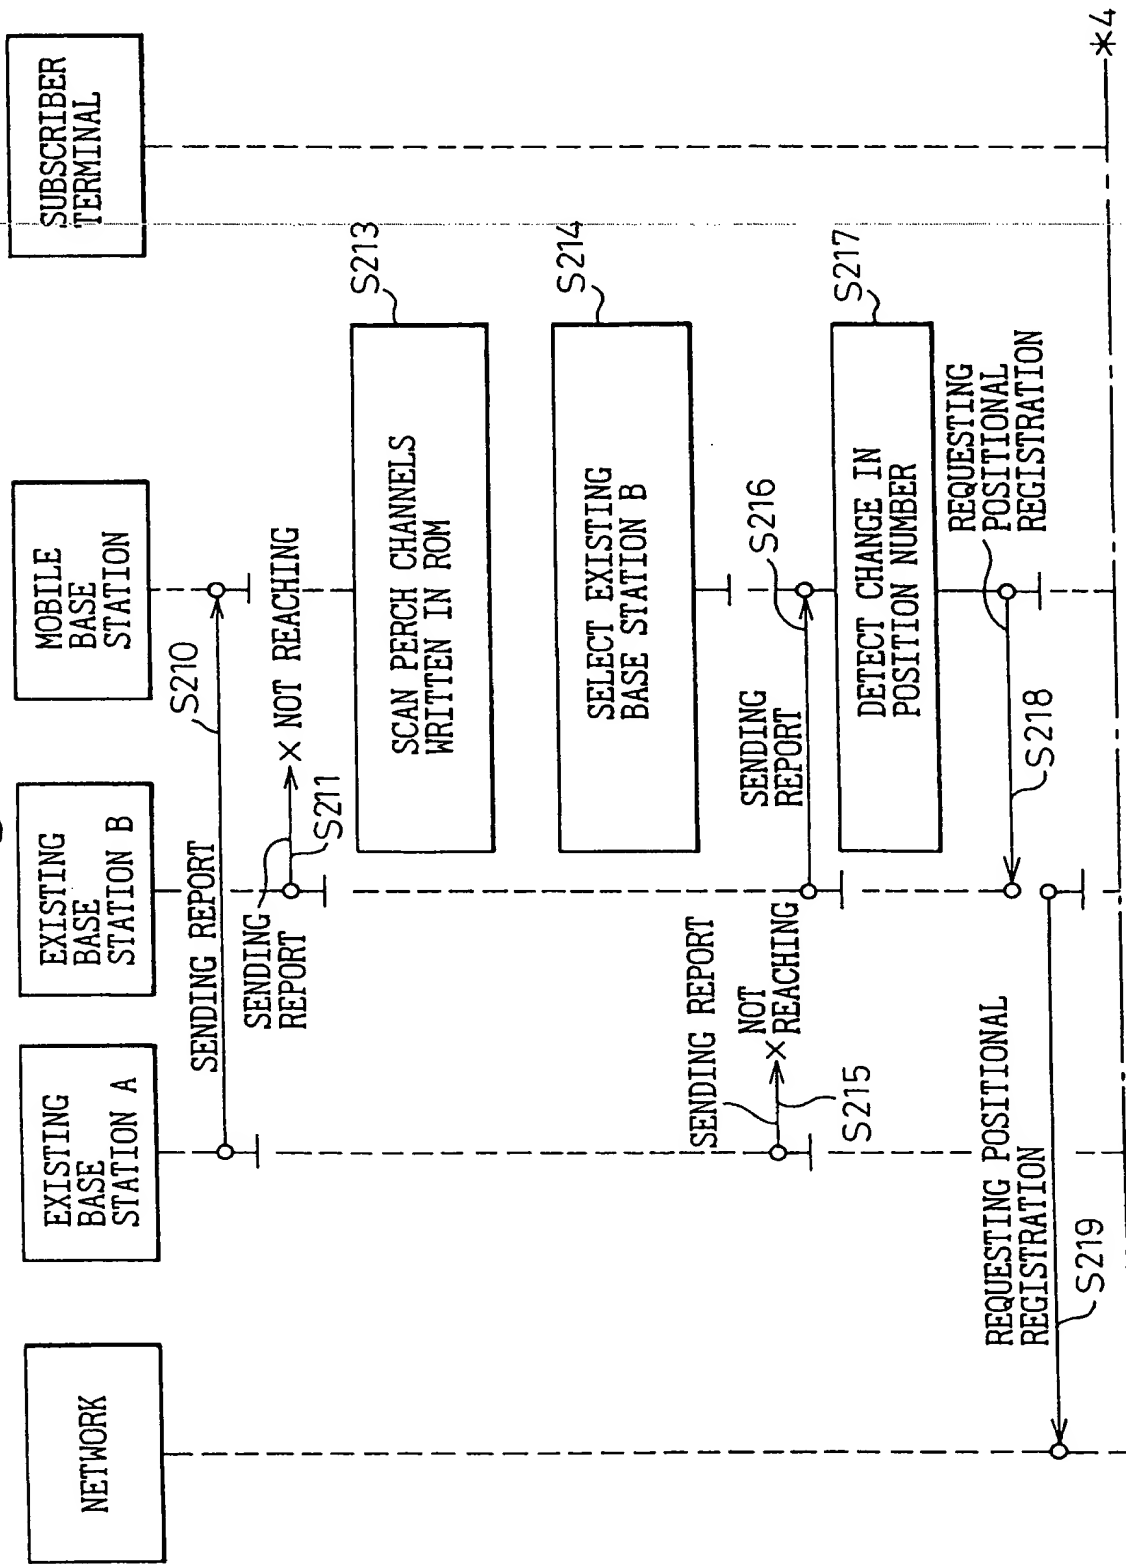 NETWORK
EXISTING
BASE
STATION A
EXISTING
BASE
STATION B
MOBILE
BASE
STATION
SUBSCRIBER
TERMINAL
SENDING REPORT
S210
SENDING
REPORT
S211
× NOT REACHING
S213
SCAN PERCH CHANNELS
WRITTEN IN ROM
S214
SELECT EXISTING
BASE STATION B
SENDING REPORT
× NOT
REACHING
S215
SENDING
REPORT
S216
S217
DETECT CHANGE IN
POSITION NUMBER
REQUESTING
POSITIONAL
REGISTRATION
S218
REQUESTING POSITIONAL
REGISTRATION
S219
*4